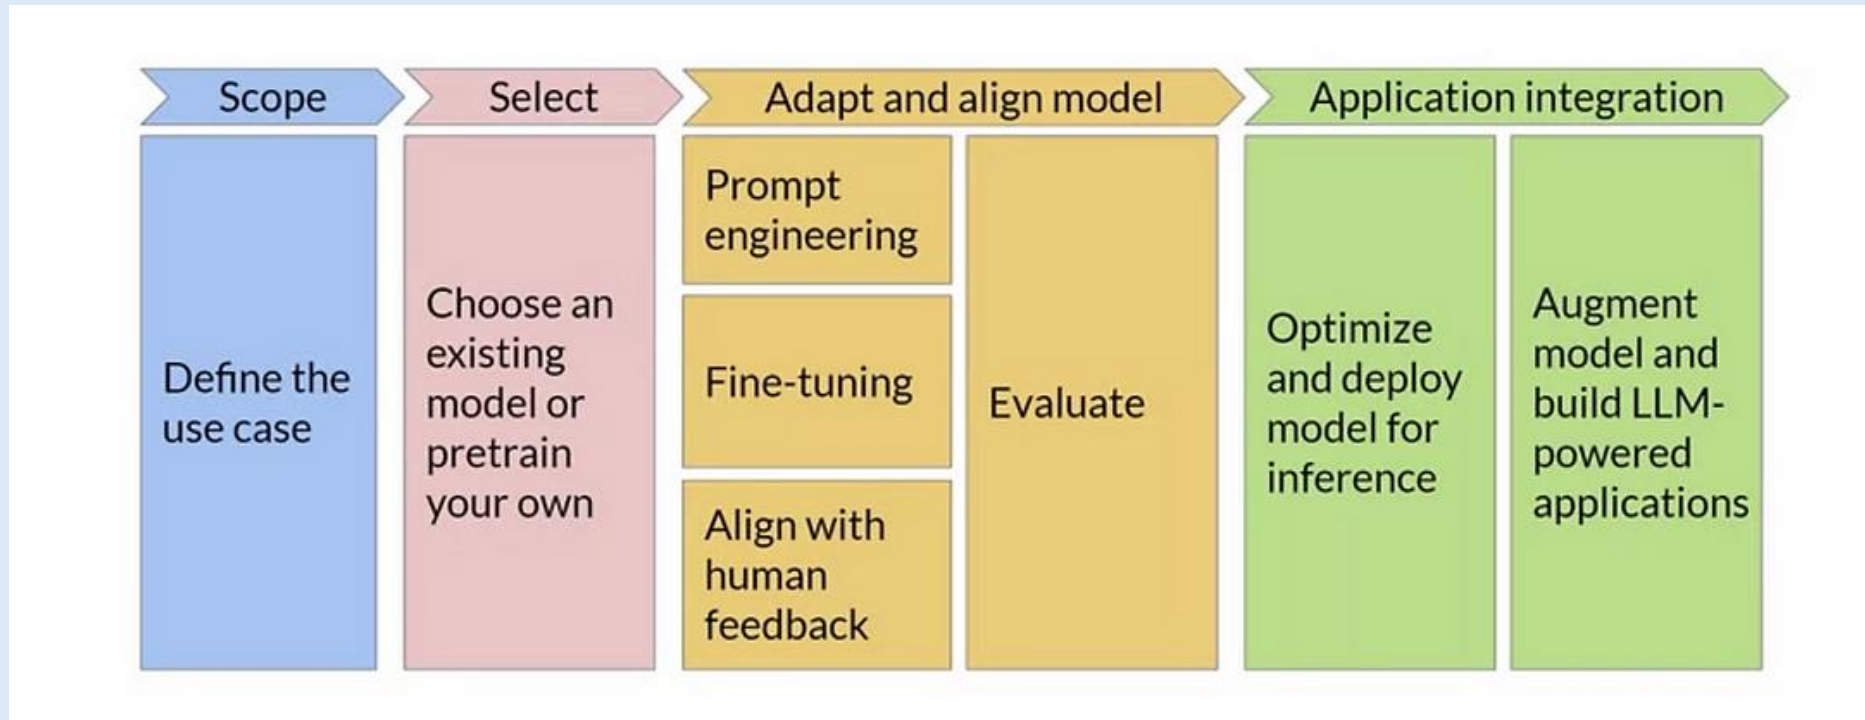 Scope
Select
Adapt and align model
Application integration
Define the
use case
Choose an
existing
model or
pretrain
your own
Prompt
engineering
Fine-tuning
Align with
human
feedback
Evaluate
Optimize
and deploy
model for
inference
Augment
model and
build LLM-
powered
applications